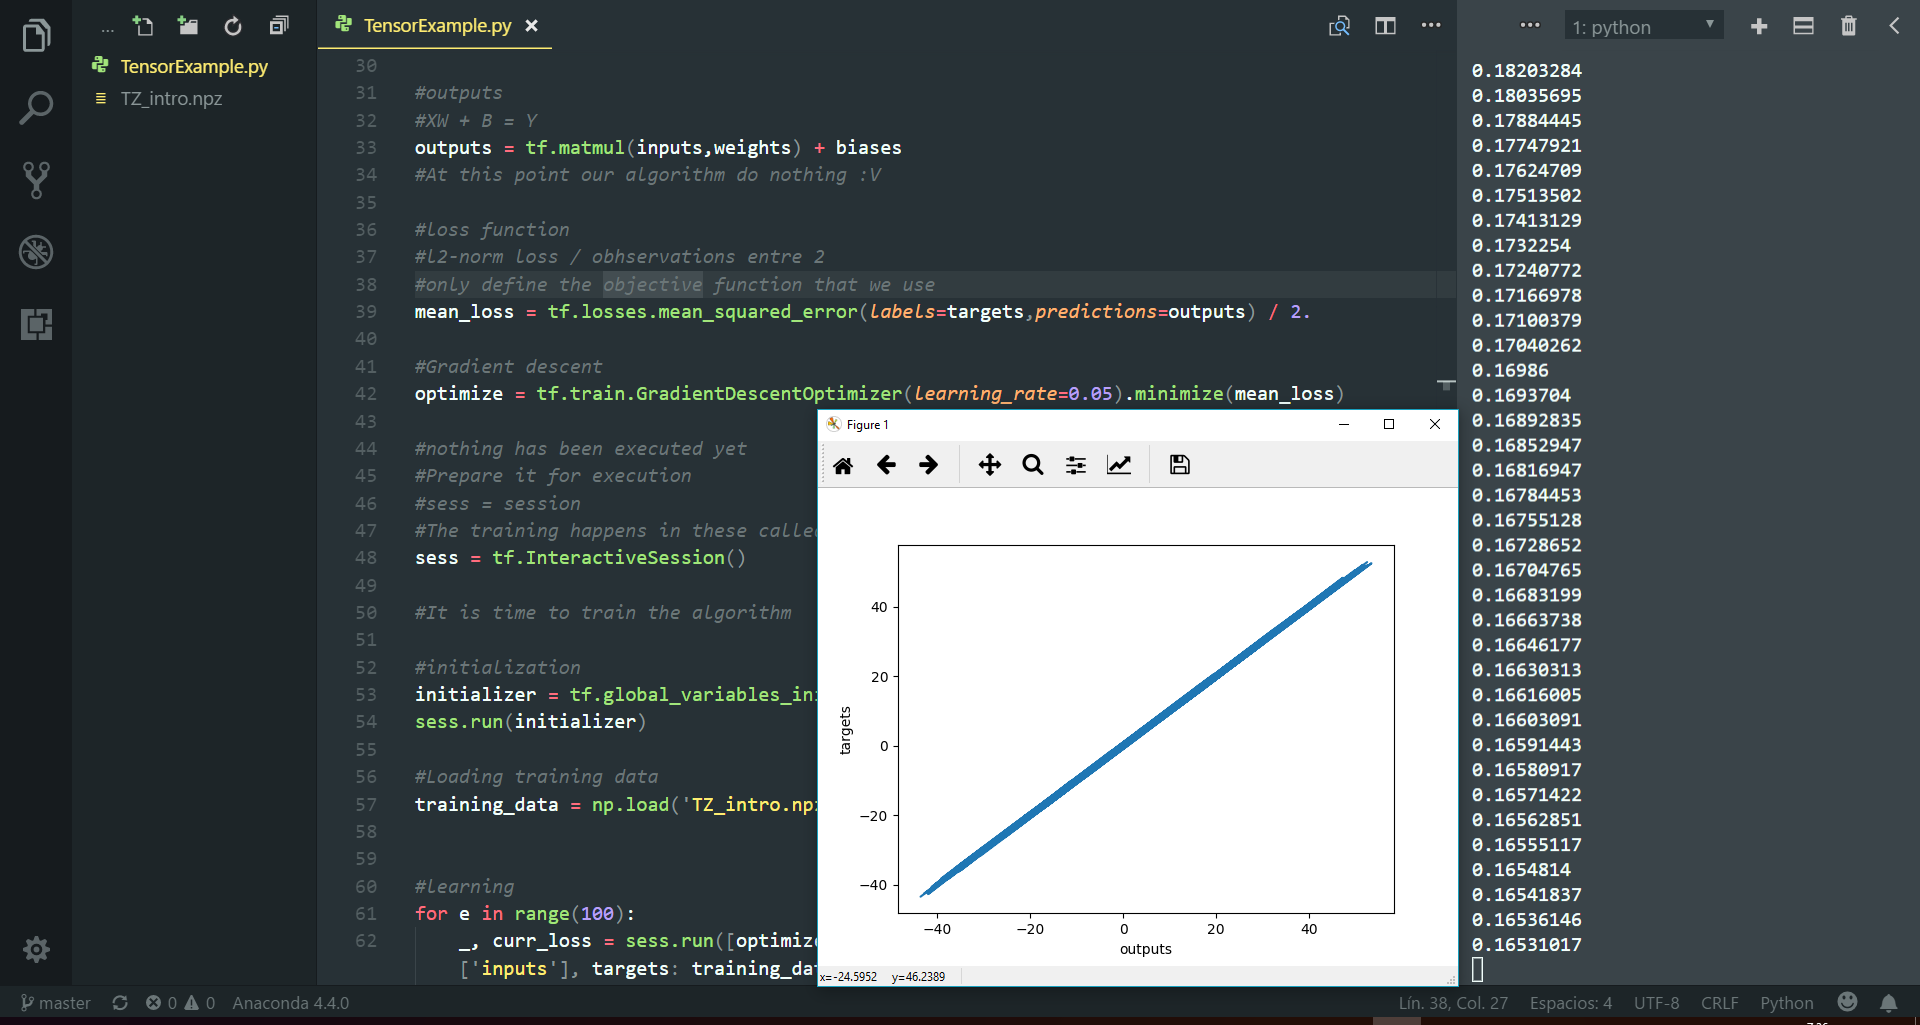 TensorExample.py
TZ_intro.npz
TensorExample.py
30
31 #outputs
32 #XW + B = Y
33 outputs = tf.matmul(inputs,weights) + biases
34 #At this point our algorithm do nothing :V
35
36 #loss function
37 #l2-norm loss / obhservations entre 2
38 #only define the objective function that we use
39 mean_loss = tf.losses.mean_squared_error(labels=targets,predictions=outputs) / 2.
40
41 #Gradient descent
42 optimize = tf.train.GradientDescentOptimizer(learning_rate=0.05).minimize(mean_loss)
43
44 #nothing has been executed yet
45 #Prepare it for execution
46 #sess = session
47 #The training happens in these calle
48 sess = tf.InteractiveSession()
49
50 #It is time to train the algorithm
51
52 #initialization
53 initializer = tf.global_variables_in
54 sess.run(initializer)
55
56 #Loading training data
57 training_data = np.load('TZ_intro.np
58
59
60 #learning
61 for e in range(100):
62 _, curr_loss = sess.run([optimiz
['inputs'], targets: training_da
Figure 1
40
20
0
−20
−40
targets
−40 −20 0 20 40
outputs
x=-24.5952 y=46.2389
1: python
0.18203284
0.18035695
0.17884445
0.17747921
0.17624709
0.17513502
0.17413129
0.1732254
0.17240772
0.17166978
0.17100379
0.17040262
0.16986
0.1693704
0.16892835
0.16852947
0.16816947
0.16784453
0.16755128
0.16728652
0.16704765
0.16683199
0.16663738
0.16646177
0.16630313
0.16616005
0.16603091
0.16591443
0.16580917
0.16571422
0.16562851
0.16555117
0.1654814
0.16541837
0.16536146
0.16531017
master 0 0 Anaconda 4.4.0 Lín. 38, Col. 27 Espacios: 4 UTF-8 CRLF Python